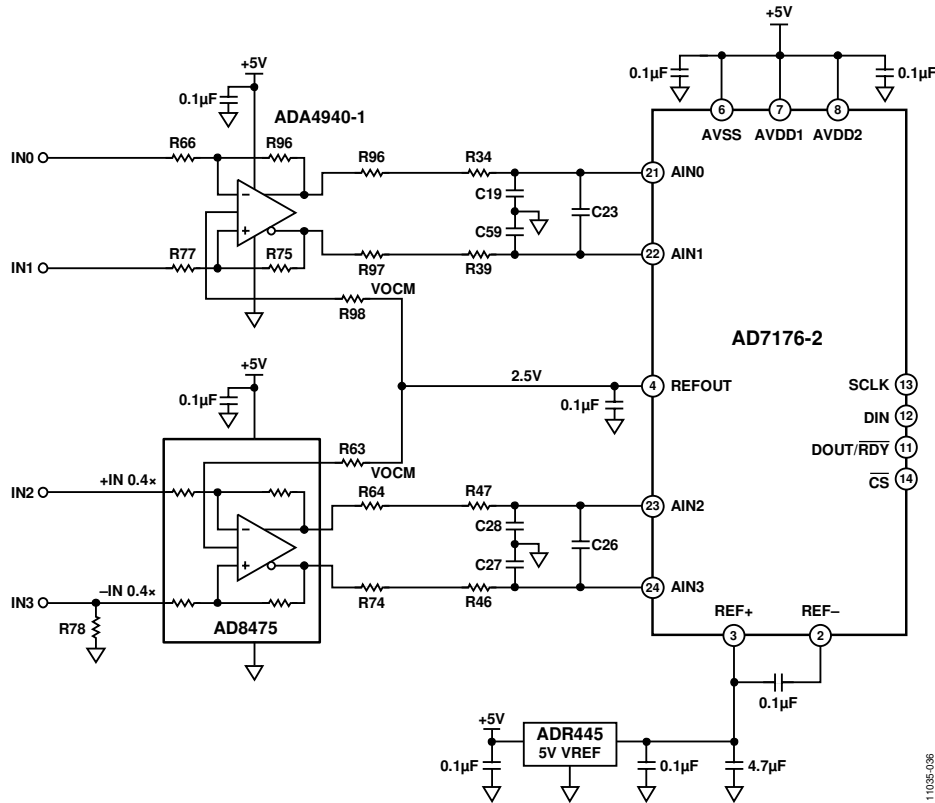 +5V
+5V
0.1µF
0.1µF
0.1µF
ADA4940-1
6
7
8
AVSS
AVDD1
AVDD2
IN0
R66
R96
R96
R34
21
AIN0
C19
C23
C59
−
+
IN1
R77
R75
R97
R39
22
AIN1
VOCM
R98
AD7176-2
+5V
2.5V
4
REFOUT
0.1µF
0.1µF
SCLK
13
DIN
12
DOUT/RDY
11
CS
14
R63
VOCM
IN2
+IN 0.4×
R64
R47
23
AIN2
C28
C26
C27
−
+
IN3
−IN 0.4×
R74
R46
24
AIN3
R78
AD8475
REF+
REF−
3
2
0.1µF
+5V
ADR445
5V VREF
0.1µF
0.1µF
4.7µF
11035-036